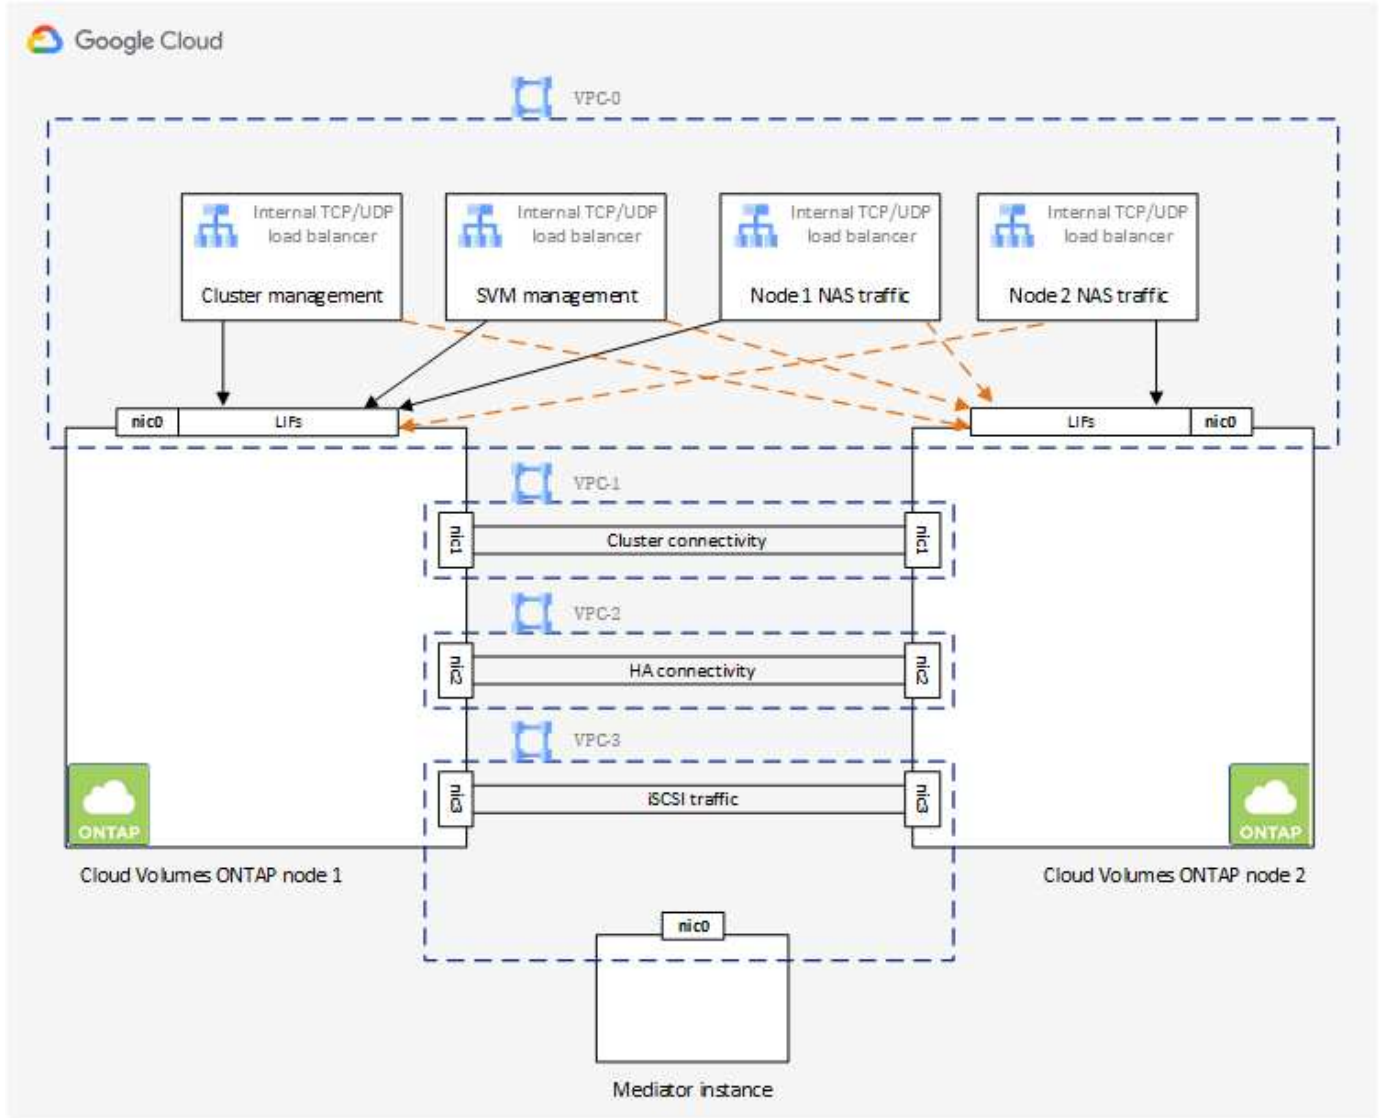 Google Cloud
VPC-0
Internal TCP/UDP
load balancer
Cluster management
Internal TCP/UDP
load balancer
SVM management
Internal TCP/UDP
load balancer
Node 1 NAS traffic
Internal TCP/UDP
load balancer
Node 2 NAS traffic
nic0
LIFs
LIFs
nic0
VPC-1
nic1
Cluster connectivity
nic1
VPC-2
nic2
HA connectivity
nic2
VPC-3
nic3
iSCSI traffic
nic3
ONTAP
ONTAP
Cloud Volumes ONTAP node 1
Cloud Volumes ONTAP node 2
nic0
Mediator instance